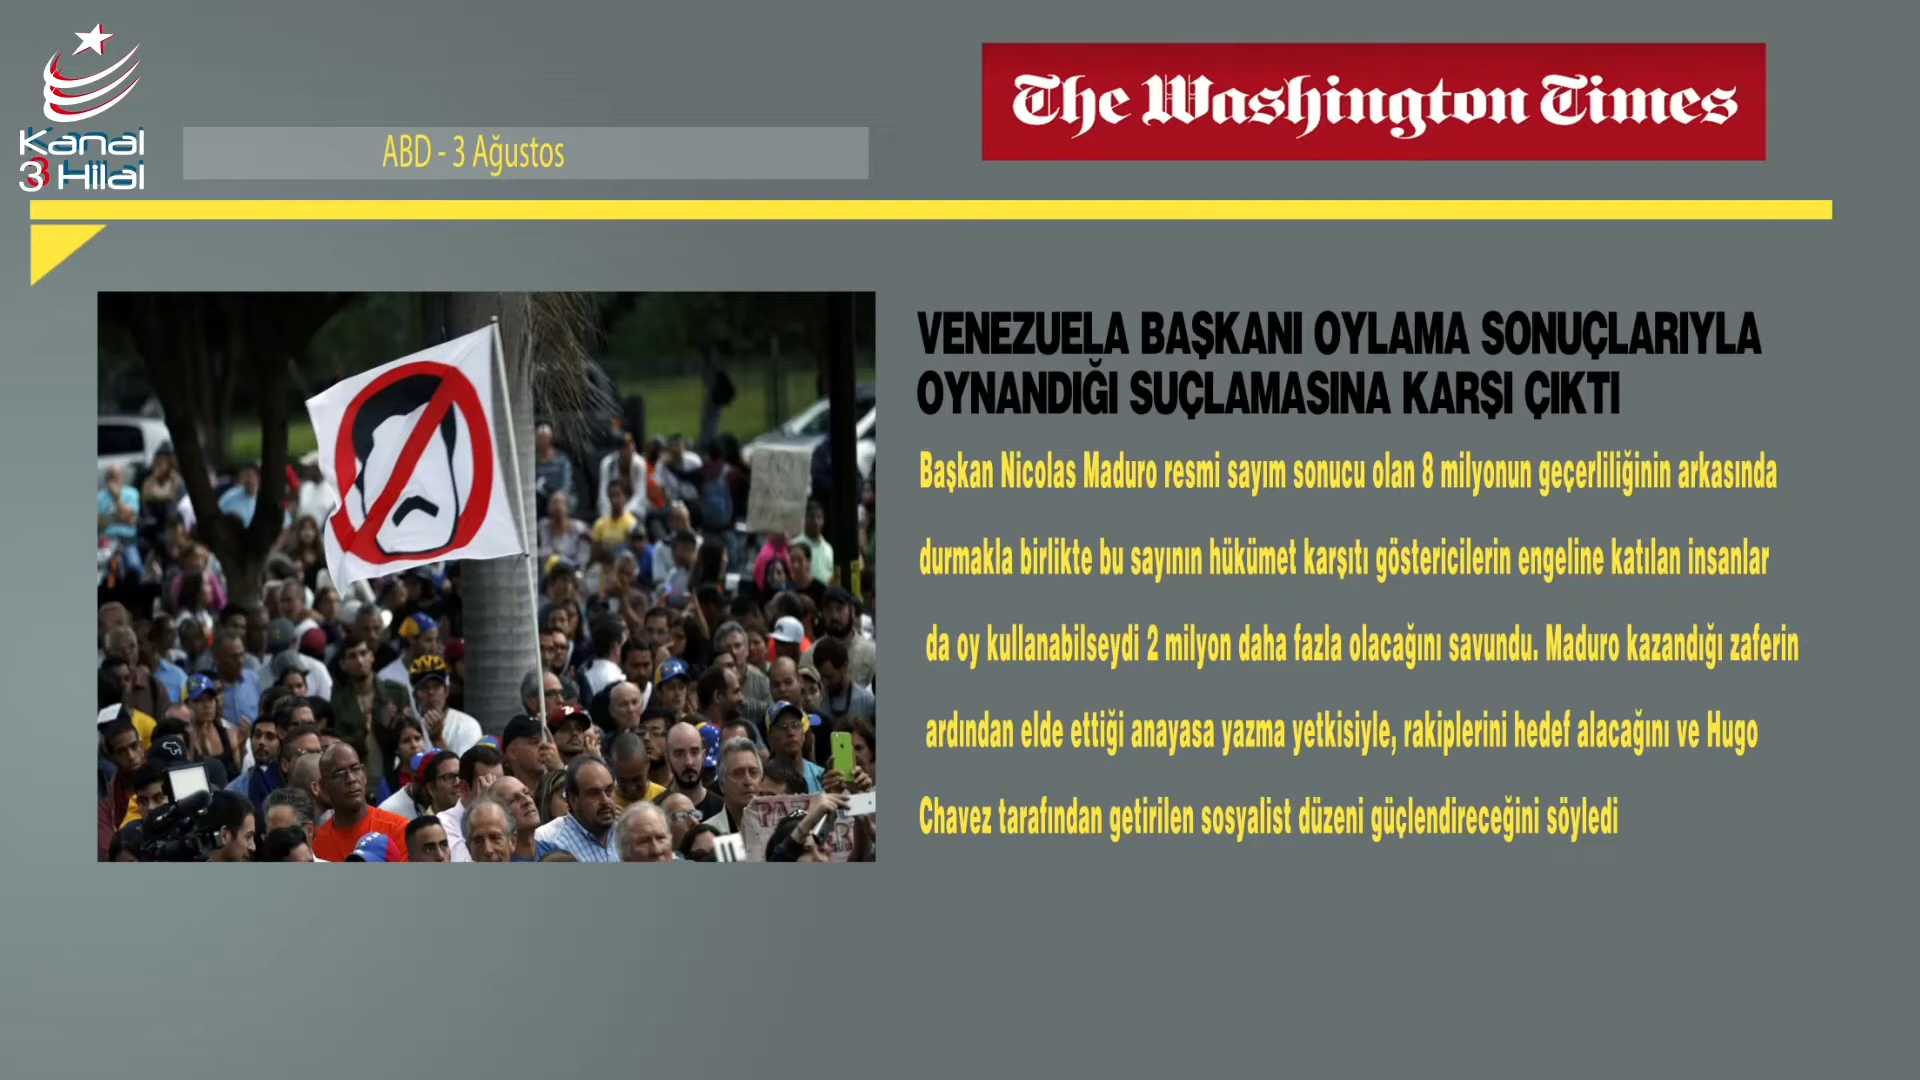 Kanal
3 Hilal
ABD - 3 Ağustos
The Washington Times
VENEZUELA BAŞKANI OYLAMA SONUÇLARIYLA
OYNANDIĞI SUÇLAMASINA KARŞI ÇIKTI
Başkan Nicolas Maduro resmi sayım sonucu olan 8 milyonun geçerliliğinin arkasında
durmakla birlikte bu sayının hükümet karşıtı göstericilerin engeline katılan insanlar
da oy kullanabilseydi 2 milyon daha fazla olacağını savundu. Maduro kazandığı zaferin
ardından elde ettiği anayasa yazma yetkisiyle, rakiplerini hedef alacağını ve Hugo
Chavez tarafından getirilen sosyalist düzeni güçlendireceğini söyledi